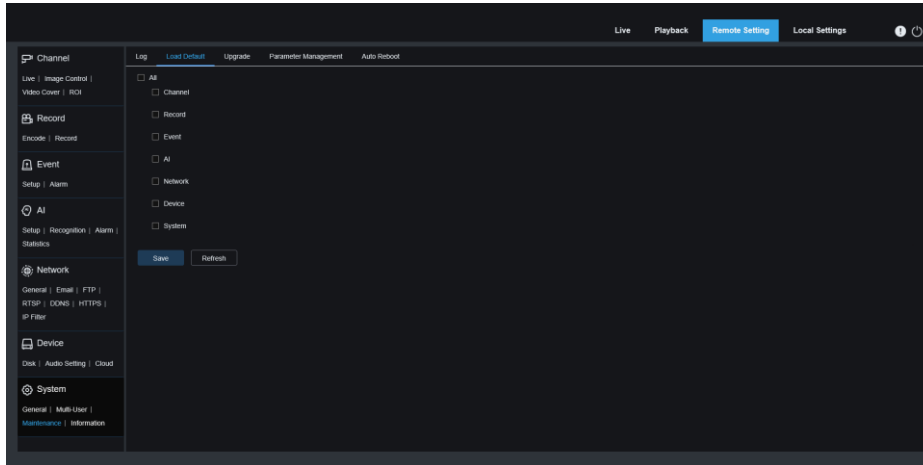 Live Playback Remote Setting Local Settings
Channel
Live | Image Control |
Video Cover | ROI
Record
Encode | Record
Event
Setup | Alarm
AI
Setup | Recognition | Alarm |
Statistics
Network
General | Email | FTP |
RTSP | DDNS | HTTPS |
IP Filter
Device
Disk | Audio Setting | Cloud
System
General | Multi-User |
Maintenance | Information
Log Load Default Upgrade Parameter Management Auto Reboot
All
Channel
Record
Event
AI
Network
Device
System
Save Refresh